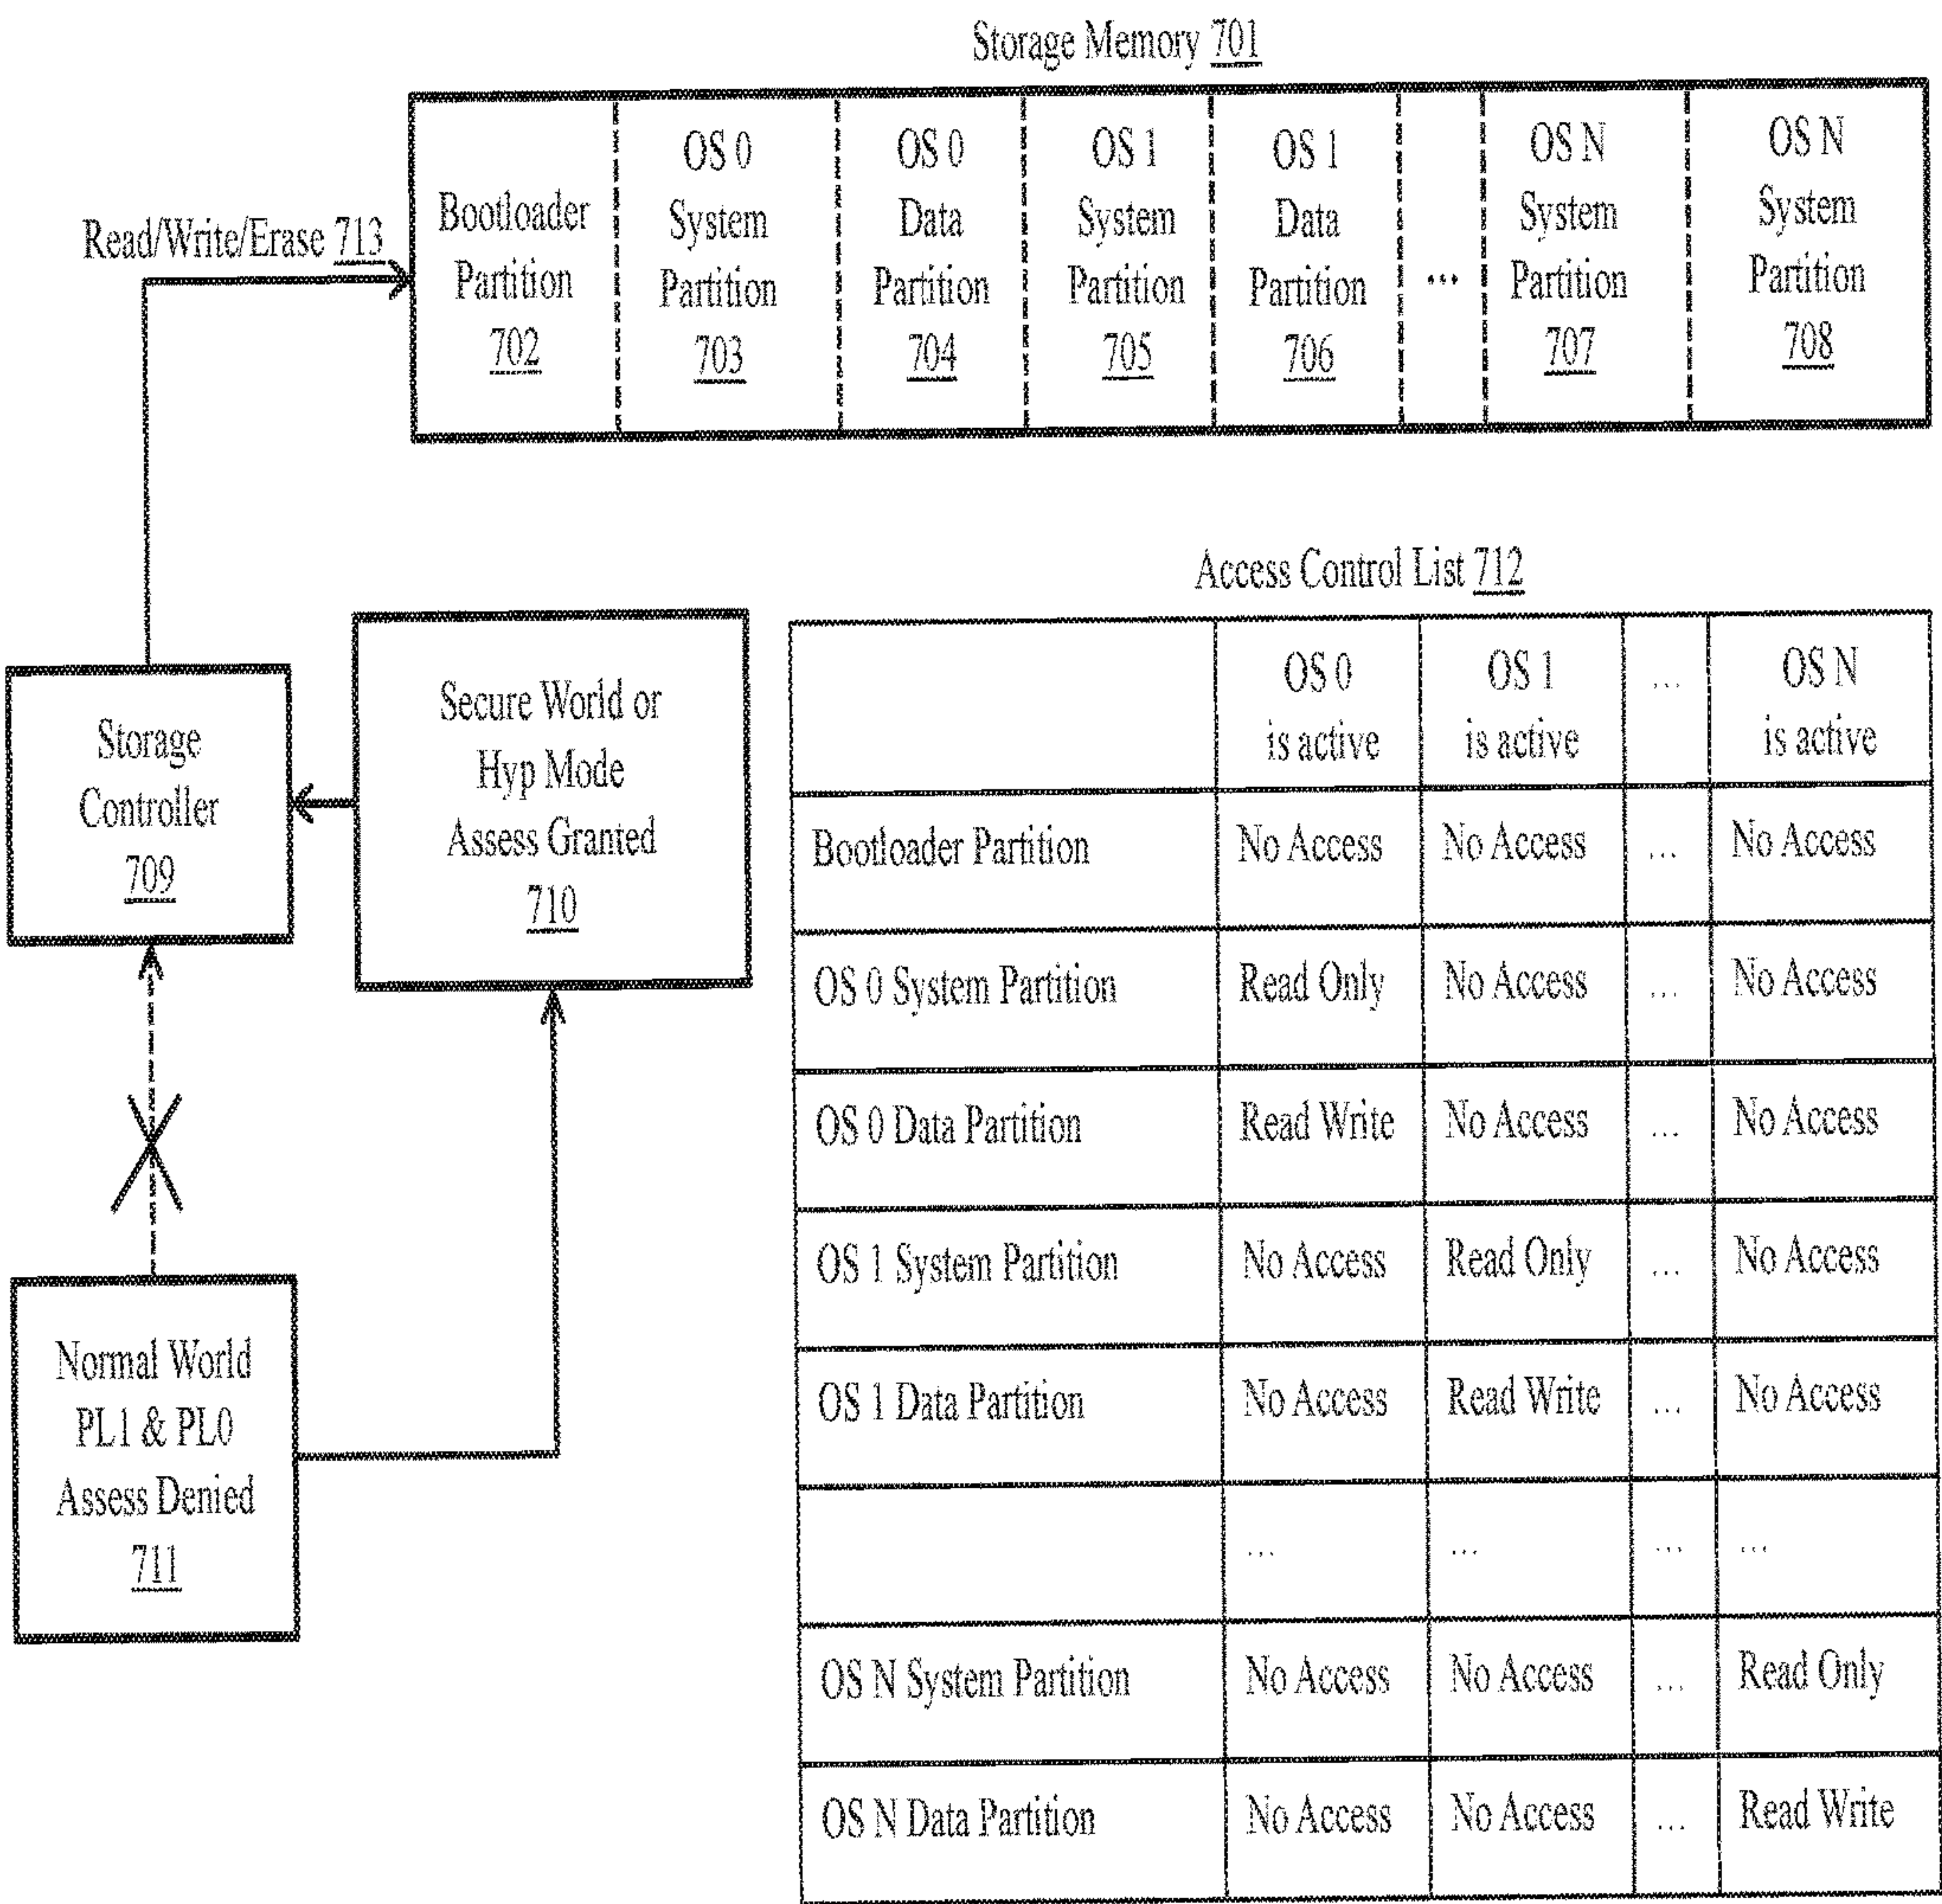 Storage Memory 701
Read/Write/Erase 713
Bootloader
Partition
702
OS 0
System
Partition
703
OS 0
Data
Partition
704
OS 1
System
Partition
705
OS 1
Data
Partition
706
...
OS N
System
Partition
707
OS N
System
Partition
708
Storage
Controller
709
Secure World or
Hyp Mode
Assess Granted
710
Normal World
PL1 & PL0
Assess Denied
711
Access Control List 712
OS 0 is active OS 1 is active ... OS N is active
Bootloader Partition No Access No Access ... No Access
OS 0 System Partition Read Only No Access ... No Access
OS 0 Data Partition Read Write No Access ... No Access
OS 1 System Partition No Access Read Only ... No Access
OS 1 Data Partition No Access Read Write ... No Access
... ... ... ...
OS N System Partition No Access No Access ... Read Only
OS N Data Partition No Access No Access ... Read Write